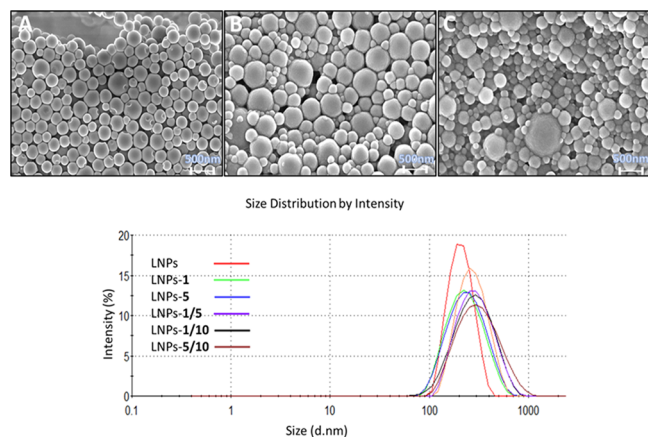 A B C
500nm 500nm 500nm
Size Distribution by Intensity
20
15
10
5
0
Intensity (%)
LNPs
LNPs-1
LNPs-5
LNPs-1/5
LNPs-1/10
LNPs-5/10
0.1 1 10 100 1000
Size (d.nm)